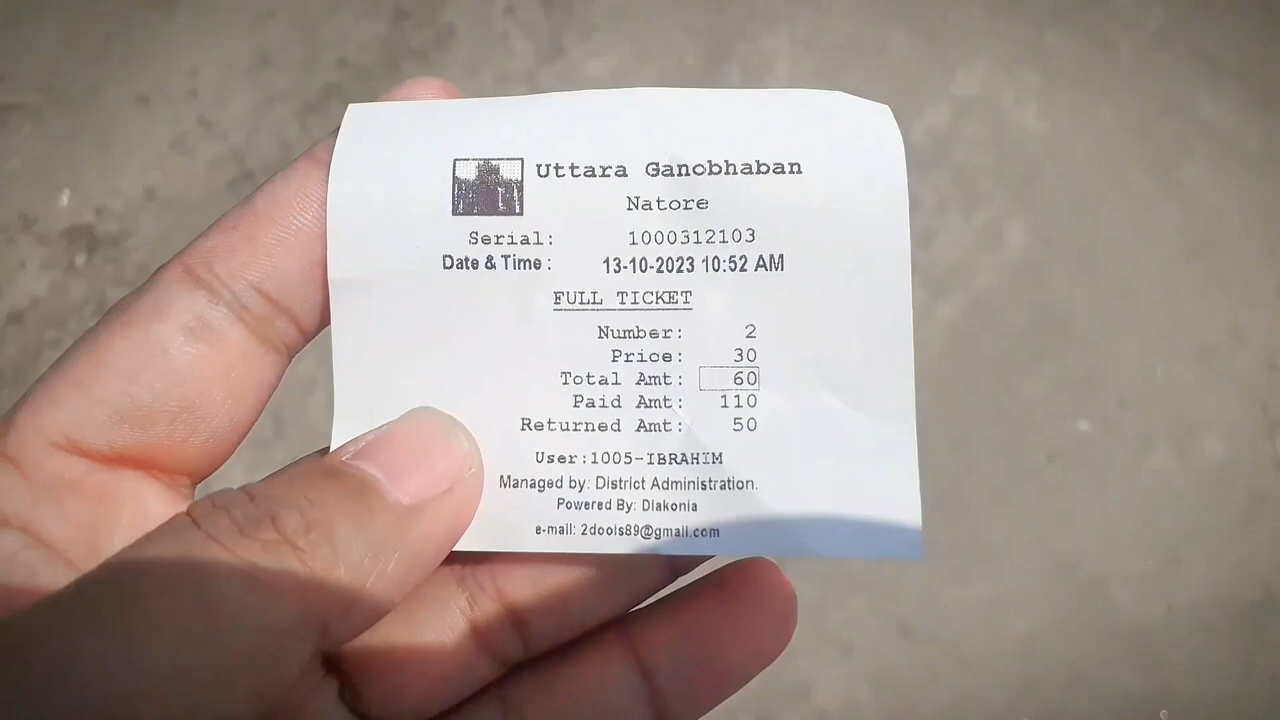 Uttara Ganobhaban
Natore
Serial: 1000312103
Date & Time : 13-10-2023 10:52 AM
FULL TICKET
Number: 2
Price: 30
Total Amt: 60
Paid Amt: 110
Returned Amt: 50
User:1005-IBRAHIM
Managed by: District Administration.
Powered By: Diakonia
e-mail: 2dools89@gmail.com